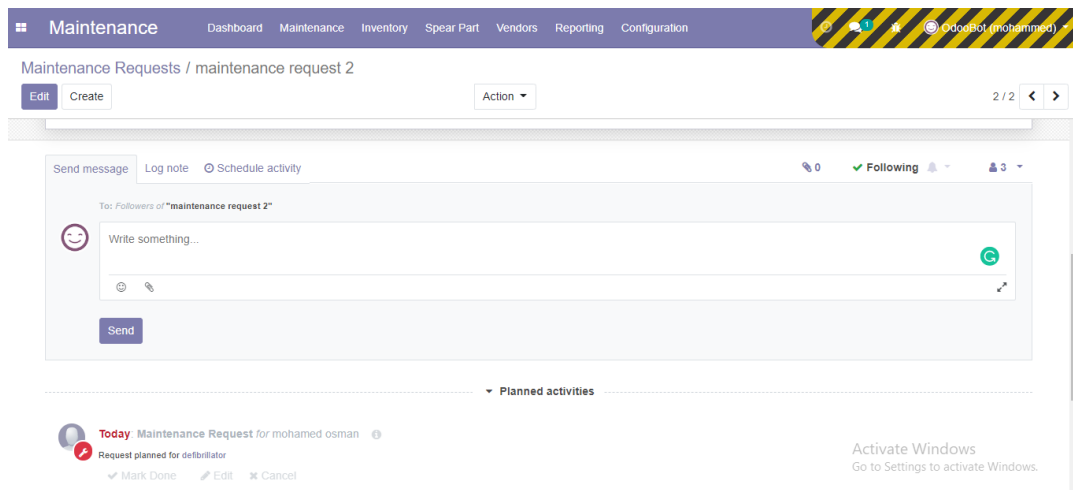 Maintenance Dashboard Maintenance Inventory Spear Part Vendors Reporting Configuration 1 OdooBot (mohammed)
Maintenance Requests / maintenance request 2
Edit Create Action 2 / 2
Send message Log note Schedule activity 0 Following 3
To: Followers of "maintenance request 2"
Write something...
Send
Planned activities
Today: Maintenance Request for mohamed osman
Request planned for defibrillator
Mark Done Edit Cancel
Activate Windows
Go to Settings to activate Windows.